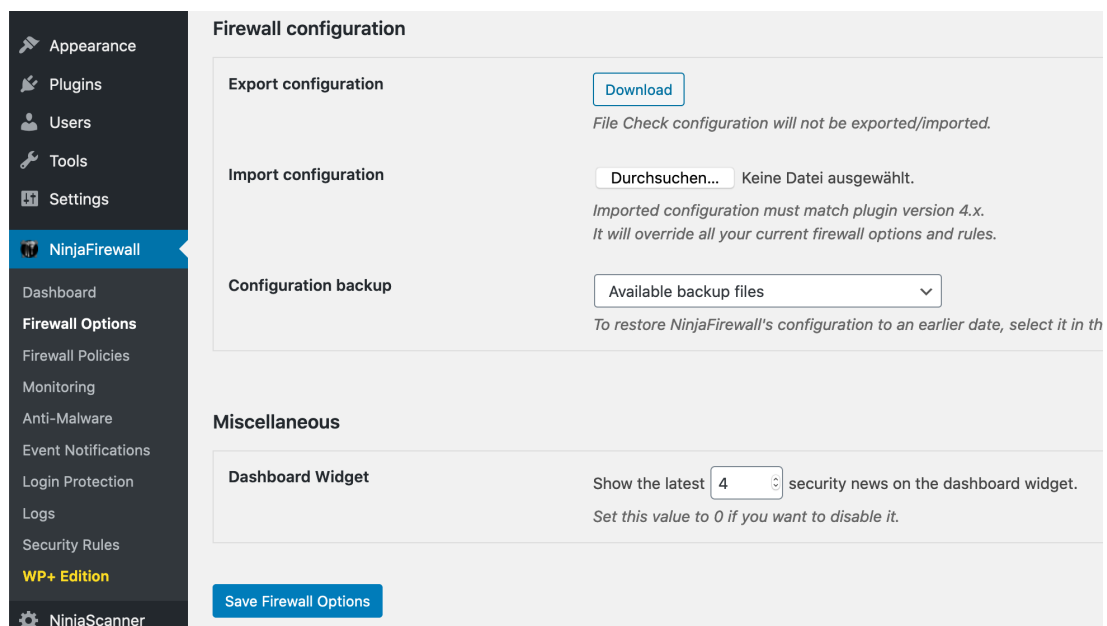 Appearance
Plugins
Users
Tools
Settings
NinjaFirewall
Dashboard
Firewall Options
Firewall Policies
Monitoring
Anti-Malware
Event Notifications
Login Protection
Logs
Security Rules
WP+ Edition
NinjaScanner
Firewall configuration
Export configuration
Download
File Check configuration will not be exported/imported.
Import configuration
Durchsuchen... Keine Datei ausgewählt.
Imported configuration must match plugin version 4.x.
It will override all your current firewall options and rules.
Configuration backup
Available backup files
To restore NinjaFirewall's configuration to an earlier date, select it in th
Miscellaneous
Dashboard Widget
Show the latest 4 security news on the dashboard widget.
Set this value to 0 if you want to disable it.
Save Firewall Options